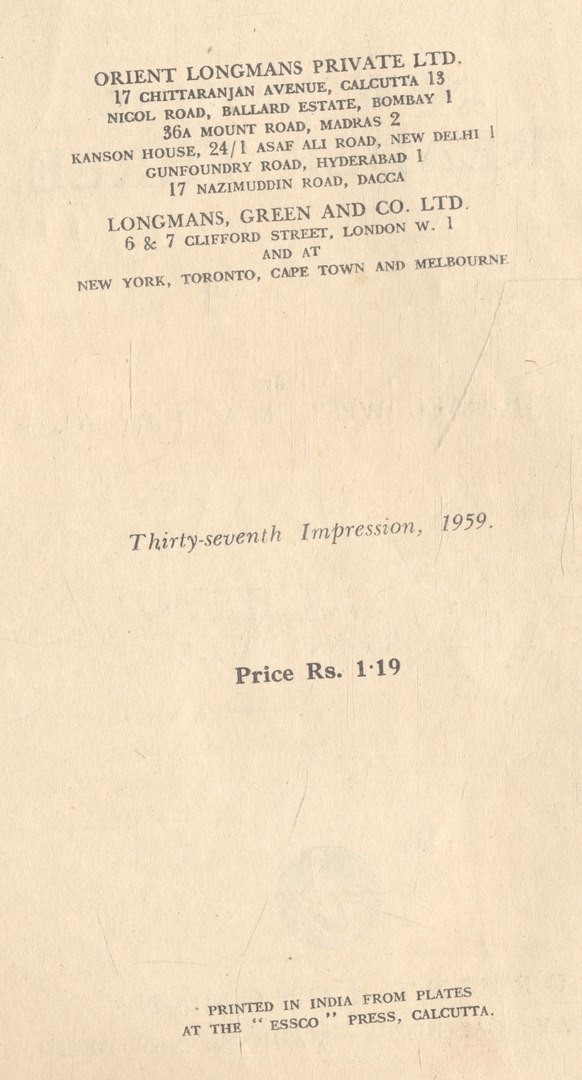 ORIENT LONGMANS PRIVATE LTD.
17 CHITTARANJAN AVENUE, CALCUTTA 13
NICOL ROAD, BALLARD ESTATE, BOMBAY 1
36A MOUNT ROAD, MADRAS 2
KANSON HOUSE, 24/1 ASAF ALI ROAD, NEW DELHI 1
GUNFOUNDRY ROAD, HYDERABAD 1
17 NAZIMUDDIN ROAD, DACCA
LONGMANS, GREEN AND CO. LTD.
6 & 7 CLIFFORD STREET, LONDON W. 1
AND AT
NEW YORK, TORONTO, CAPE TOWN AND MELBOURNE
Thirty-seventh Impression, 1959.
Price Rs. 1·19
PRINTED IN INDIA FROM PLATES
AT THE “ ESSCO ” PRESS, CALCUTTA.